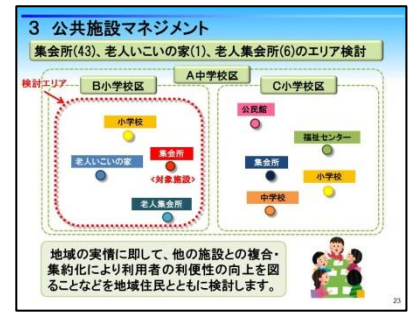 3 公共施設マネジメント
集会所(43)、老人いこいの家(1)、老人集会所(6)のエリア検討
A中学校区
検討エリア
B小学校区
C小学校区
小学校
老人いこいの家
集会所
<対象施設>
老人集会所
公民館
福祉センター
集会所
小学校
中学校
地域の実情に即して、他の施設との複合・
集約化により利用者の利便性の向上を図
ることなどを地域住民とともに検討します。
23